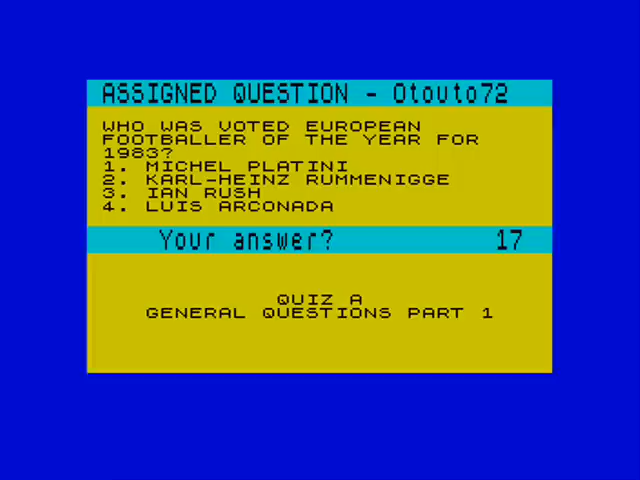 ASSIGNED QUESTION - Otouto72
WHO WAS VOTED EUROPEAN
FOOTBALLER OF THE YEAR FOR
1983?
1. MICHEL PLATINI
2. KARL-HEINZ RUMMENIGGE
3. IAN RUSH
4. LUIS ARCONADA
Your answer? 17
QUIZ A
GENERAL QUESTIONS PART 1